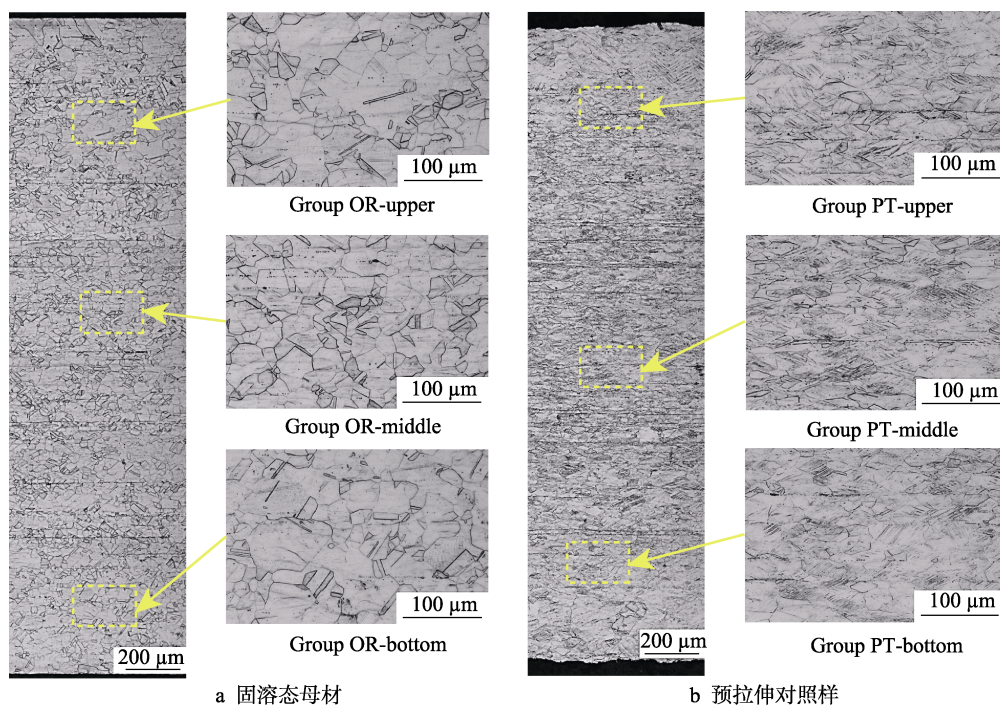 100 μm
Group OR-upper
100 μm
Group OR-middle
100 μm
Group OR-bottom
200 μm
a 固溶态母材
100 μm
Group PT-upper
100 μm
Group PT-middle
100 μm
Group PT-bottom
200 μm
b 预拉伸对照样